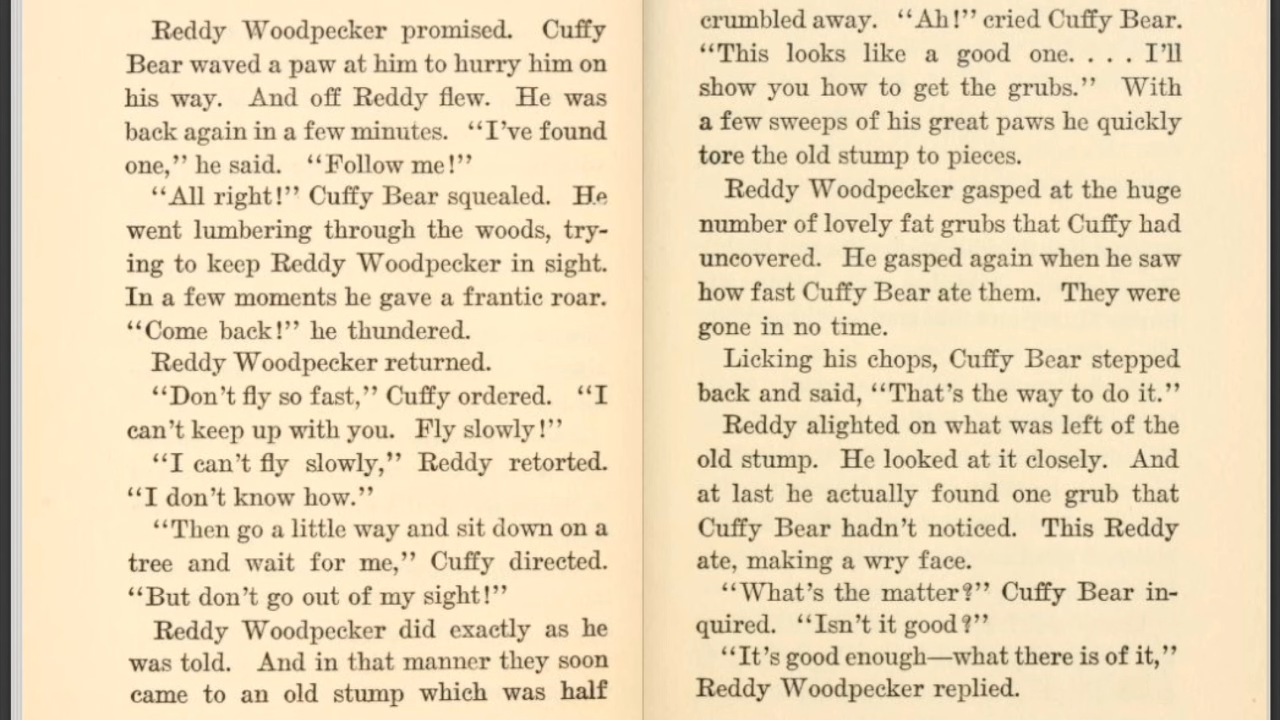 Reddy Woodpecker promised. Cuffy
Bear waved a paw at him to hurry him on
his way. And off Reddy flew. He was
back again in a few minutes. “I’ve found
one,” he said. “Follow me!”
“All right!” Cuffy Bear squealed. He
went lumbering through the woods, try-
ing to keep Reddy Woodpecker in sight.
In a few moments he gave a frantic roar.
“Come back!” he thundered.
Reddy Woodpecker returned.
“Don’t fly so fast,” Cuffy ordered. “I
can’t keep up with you. Fly slowly!”
“I can’t fly slowly,” Reddy retorted.
“I don’t know how.”
“Then go a little way and sit down on a
tree and wait for me,” Cuffy directed.
“But don’t go out of my sight!”
Reddy Woodpecker did exactly as he
was told. And in that manner they soon
came to an old stump which was half
crumbled away. “Ah!” cried Cuffy Bear.
“This looks like a good one. . . . I’ll
show you how to get the grubs.” With
a few sweeps of his great paws he quickly
tore the old stump to pieces.
Reddy Woodpecker gasped at the huge
number of lovely fat grubs that Cuffy had
uncovered. He gasped again when he saw
how fast Cuffy Bear ate them. They were
gone in no time.
Licking his chops, Cuffy Bear stepped
back and said, “That’s the way to do it.”
Reddy alighted on what was left of the
old stump. He looked at it closely. And
at last he actually found one grub that
Cuffy Bear hadn’t noticed. This Reddy
ate, making a wry face.
“What’s the matter?” Cuffy Bear in-
quired. “Isn’t it good?”
“It’s good enough—what there is of it,”
Reddy Woodpecker replied.